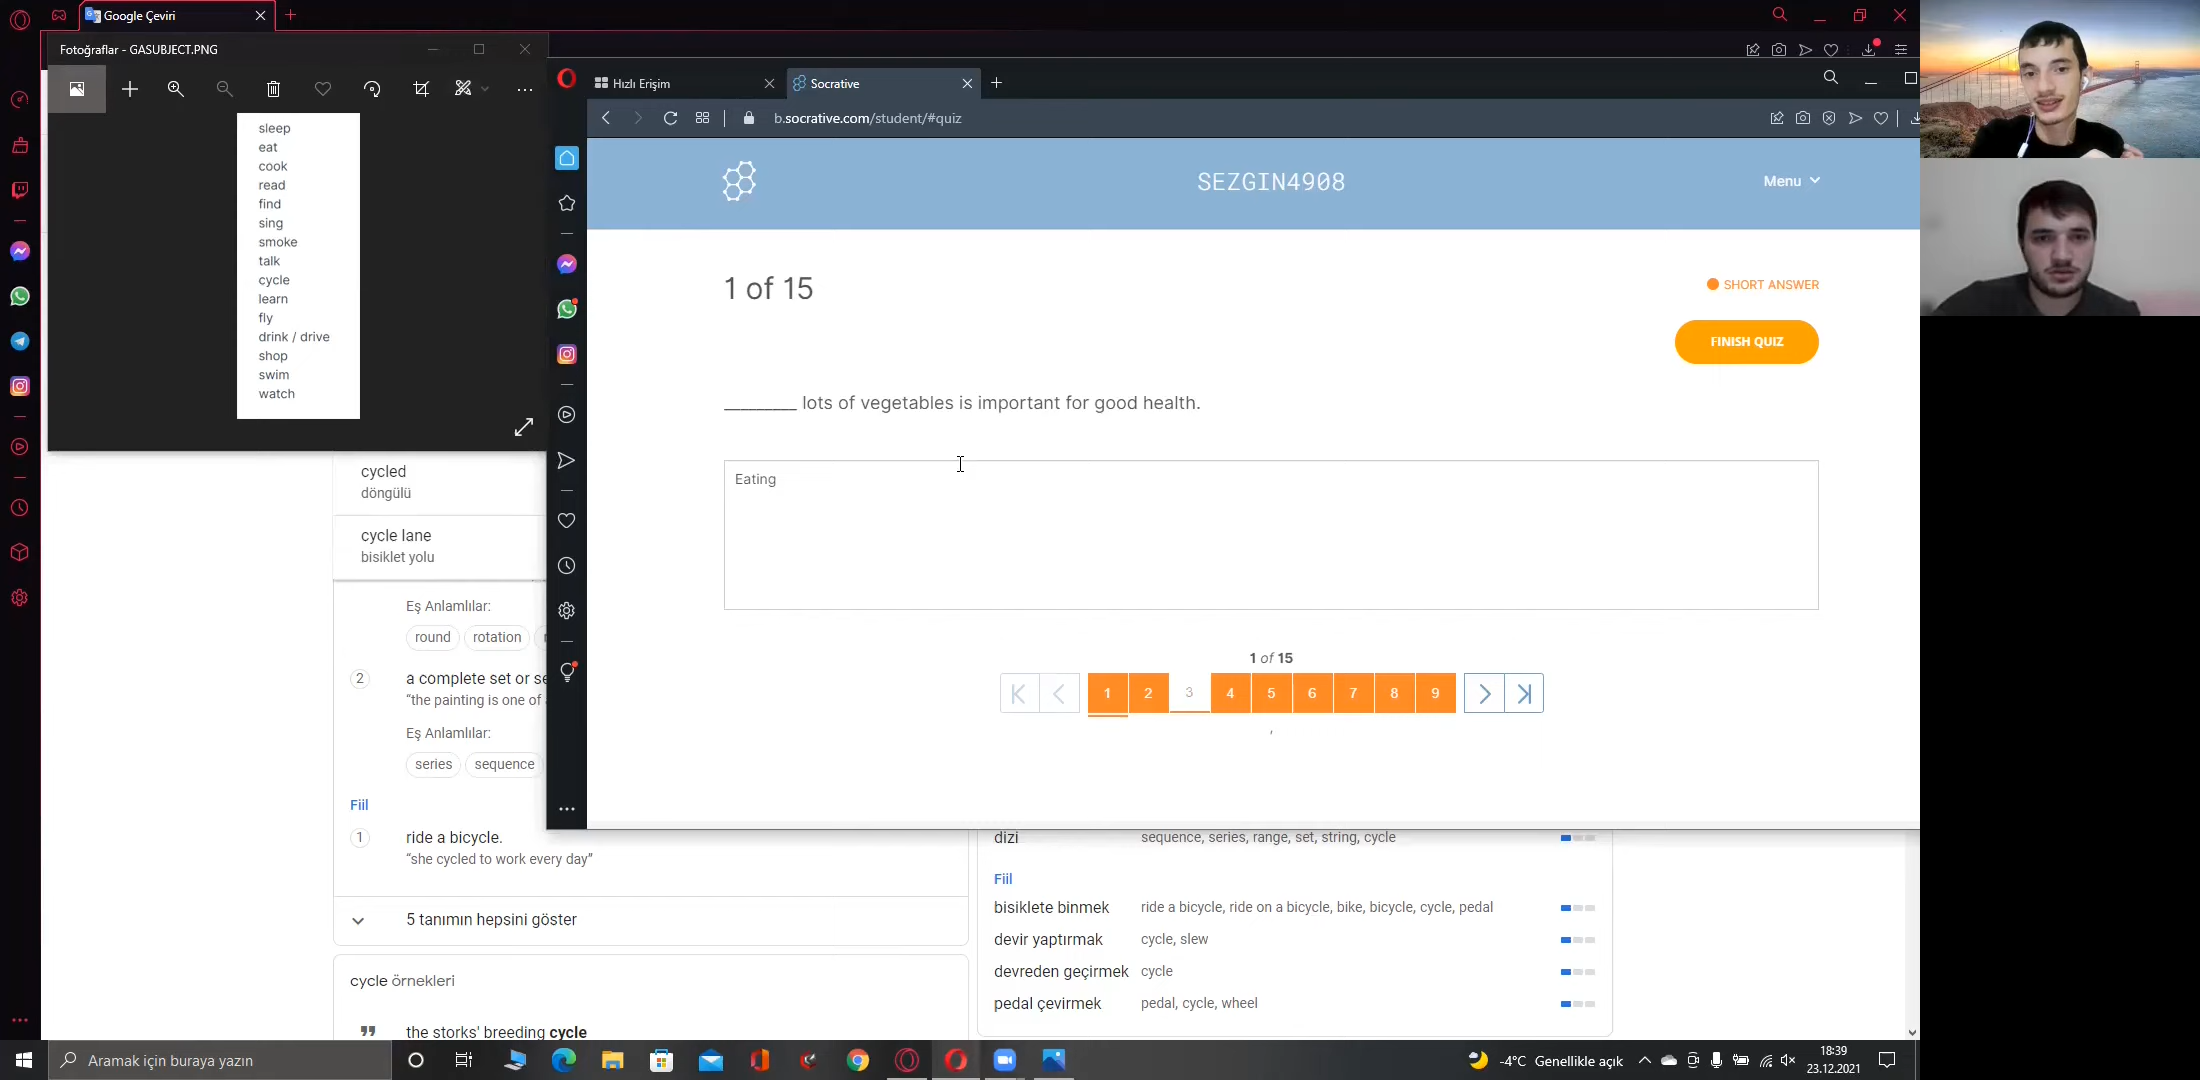 Google Çeviri
Fotoğraflar - GASUBJECT.PNG
sleep
eat
cook
read
find
sing
smoke
talk
cycle
learn
fly
drink / drive
shop
swim
watch
Hızlı Erişim
Socrative
b.socrative.com/student/#quiz
SEZGIN4908
Menu
1 of 15
SHORT ANSWER
FINISH QUIZ
_________ lots of vegetables is important for good health.
Eating
1 of 15
1 2 3 4 5 6 7 8 9
cycled
döngülü
cycle lane
bisiklet yolu
Eş Anlamlılar:
round rotation
2 a complete set or se
“the painting is one of
Eş Anlamlılar:
series sequence
Fiil
1 ride a bicycle.
“she cycled to work every day”
5 tanımın hepsini göster
cycle örnekleri
the storks' breeding cycle
dizi sequence, series, range, set, string, cycle
Fiil
bisiklete binmek ride a bicycle, ride on a bicycle, bike, bicycle, cycle, pedal
devir yaptırmak cycle, slew
devreden geçirmek cycle
pedal çevirmek pedal, cycle, wheel
Aramak için buraya yazın
-4°C Genellikle açık
18:39
23.12.2021